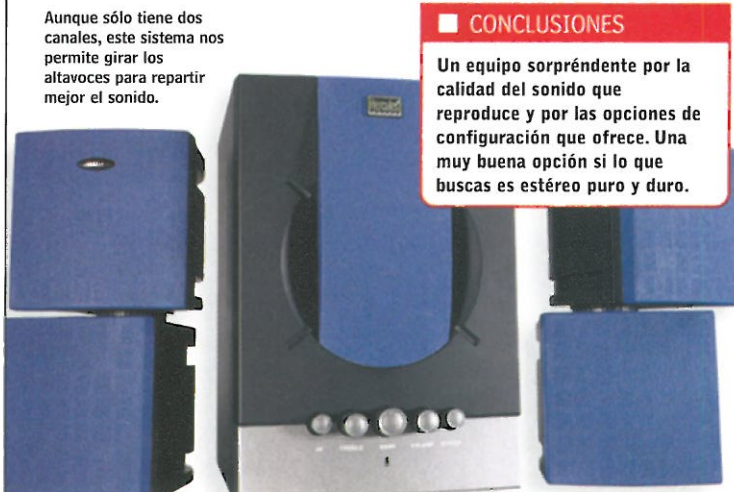 Aunque sólo tiene dos
canales, este sistema nos
permite girar los
altavoces para repartir
mejor el sonido.
CONCLUSIONES
Un equipo sorpréndente por la
calidad del sonido que
reproduce y por las opciones de
configuración que ofrece. Una
muy buena opción si lo que
buscas es estéreo puro y duro.
TREBLE